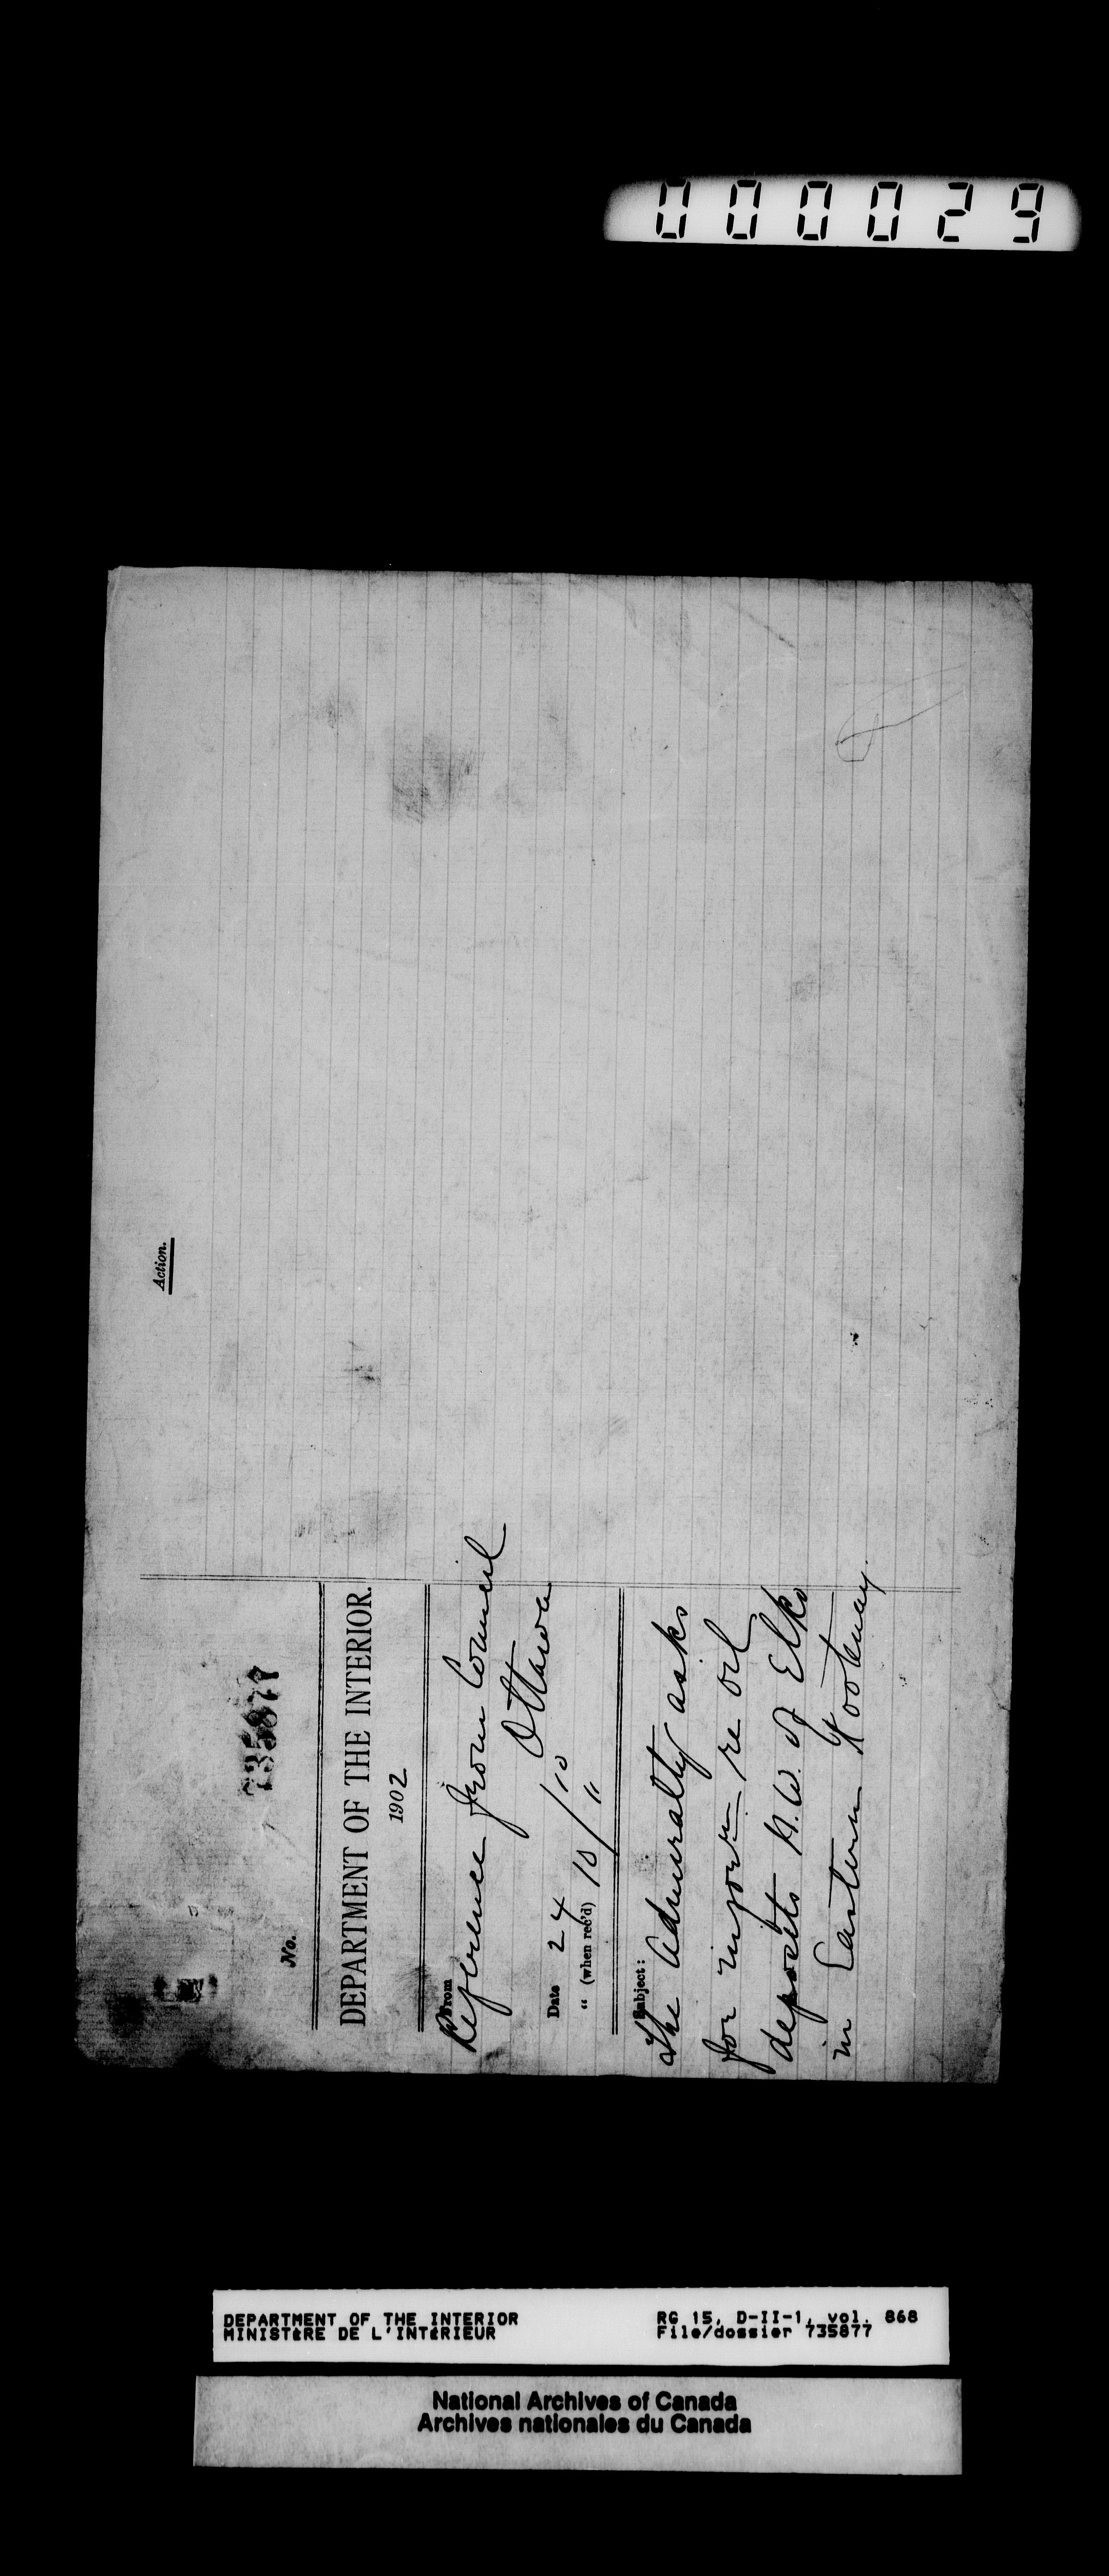 000029
Action.
No. 735877
DEPARTMENT OF THE INTERIOR.
1902
From
Reference from Council
Ottawa
Date 24/10
" (when rec'd) 10/"
Subject:
The Admiralty asks
for inforn re oil
deposits N.W. of Elko
in Eastern Kootenay
DEPARTMENT OF THE INTERIOR RG 15, D-II-1, vol. 868
MINISTÈRE DE L'INTÉRIEUR File/dossier 735877
National Archives of Canada
Archives nationales du Canada